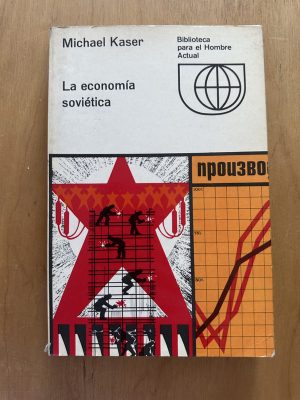 Michael Kaser
Biblioteca
para el Hombre
Actual
La economía
soviética
произво